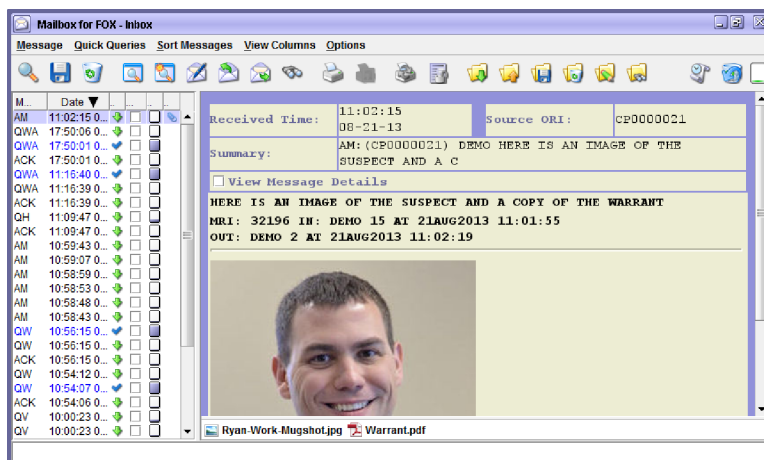 Mailbox for FOX - Inbox
Message Quick Queries Sort Messages View Columns Options
M... Date ... ... .. ..
AM 11:02:15 0...
QWA 17:50:06 0...
QWA 17:50:01 0...
ACK 17:50:01 0...
QWA 11:16:40 0...
QWA 11:16:39 0...
ACK 11:16:39 0...
QH 11:09:47 0...
ACK 11:09:47 0...
AM 10:59:43 0...
AM 10:59:07 0...
AM 10:58:59 0...
AM 10:58:53 0...
AM 10:58:48 0...
AM 10:58:43 0...
QW 10:56:15 0...
QW 10:56:15 0...
ACK 10:56:15 0...
QW 10:54:12 0...
QW 10:54:07 0...
ACK 10:54:06 0...
QV 10:00:23 0...
QV 10:00:23 0...
Received Time: 11:02:15 08-21-13 Source ORI: CP0000021
Summary: AM:(CP0000021) DEMO HERE IS AN IMAGE OF THE
SUSPECT AND A C
View Message Details
HERE IS AN IMAGE OF THE SUSPECT AND A COPY OF THE WARRANT
MRI: 32196 IN: DEMO 15 AT 21AUG2013 11:01:55
OUT: DEMO 2 AT 21AUG2013 11:02:19
Ryan-Work-Mugshot.jpg Warrant.pdf